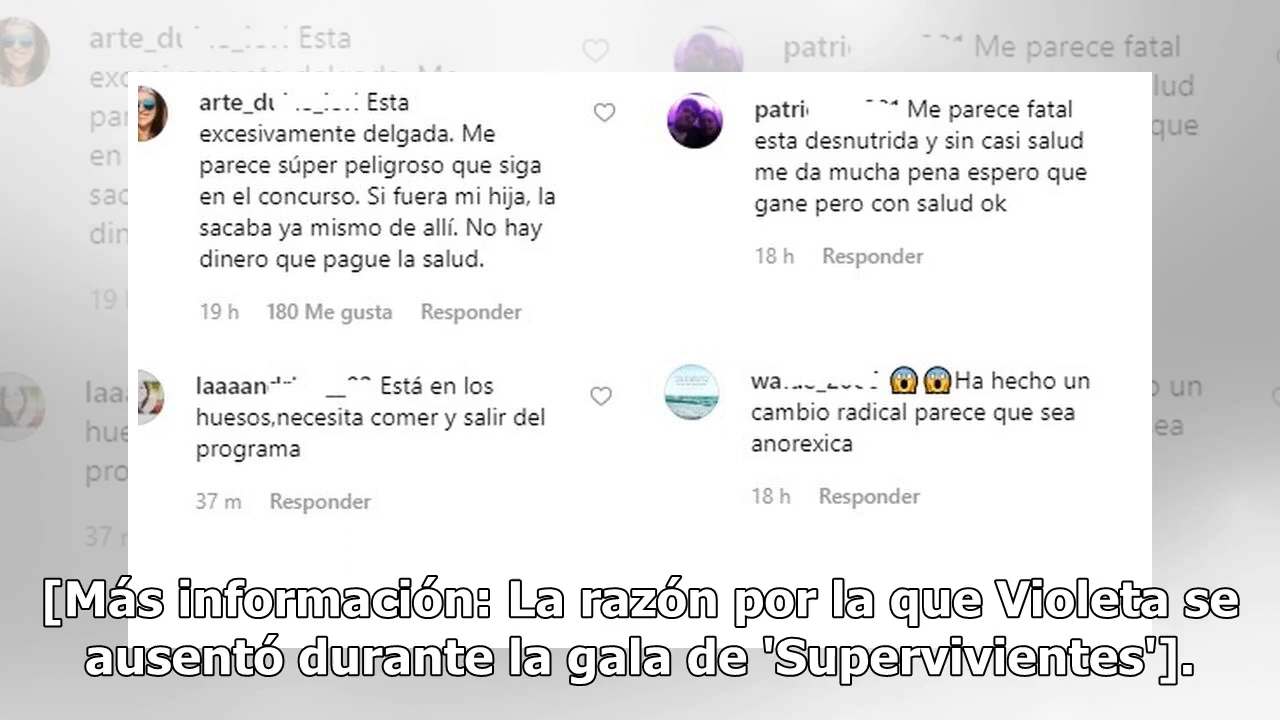 Esta
excesivamente delgada. Me
parece súper peligroso que siga
en el concurso. Si fuera mi hija, la
sacaba ya mismo de allí. No hay
dinero que pague la salud.
19 h 180 Me gusta Responder
Me parece fatal
esta desnutrida y sin casi salud
me da mucha pena espero que
gane pero con salud ok
18 h Responder
Está en los
huesos,necesita comer y salir del
programa
37 m Responder
😱😱Ha hecho un
cambio radical parece que sea
anorexica
18 h Responder
[Más información: La razón por la que Violeta se
ausentó durante la gala de 'Supervivientes'].